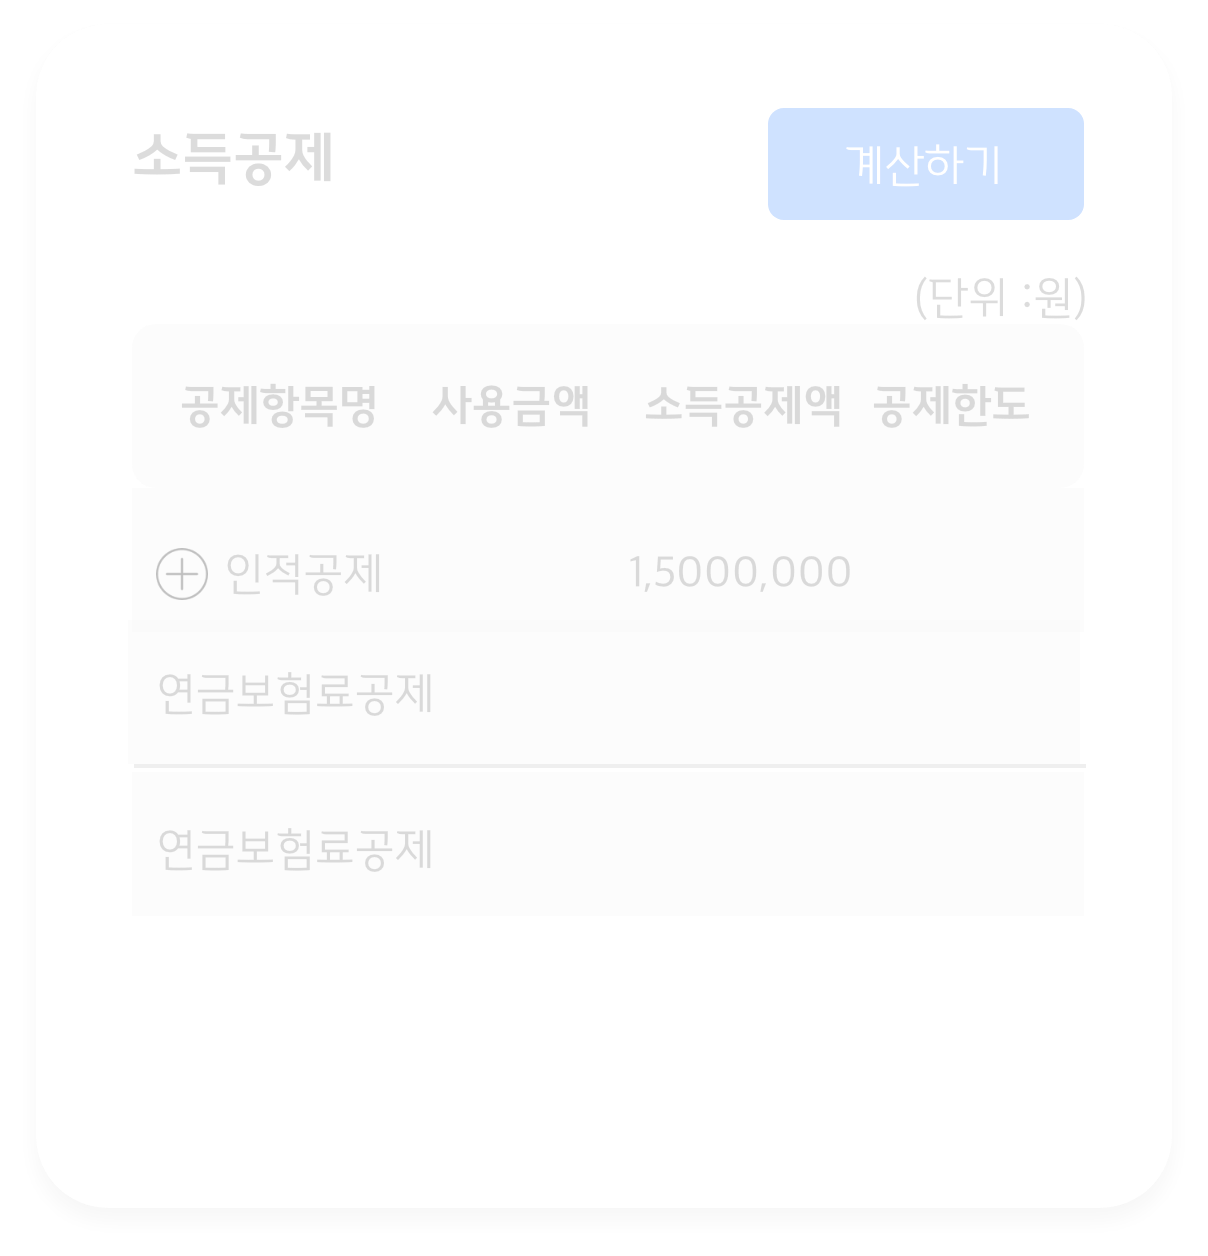 소득공제
계산하기
(단위 :원)
공제항목명 사용금액 소득공제액 공제한도
인적공제 1,5000,000
연금보험료공제
연금보험료공제